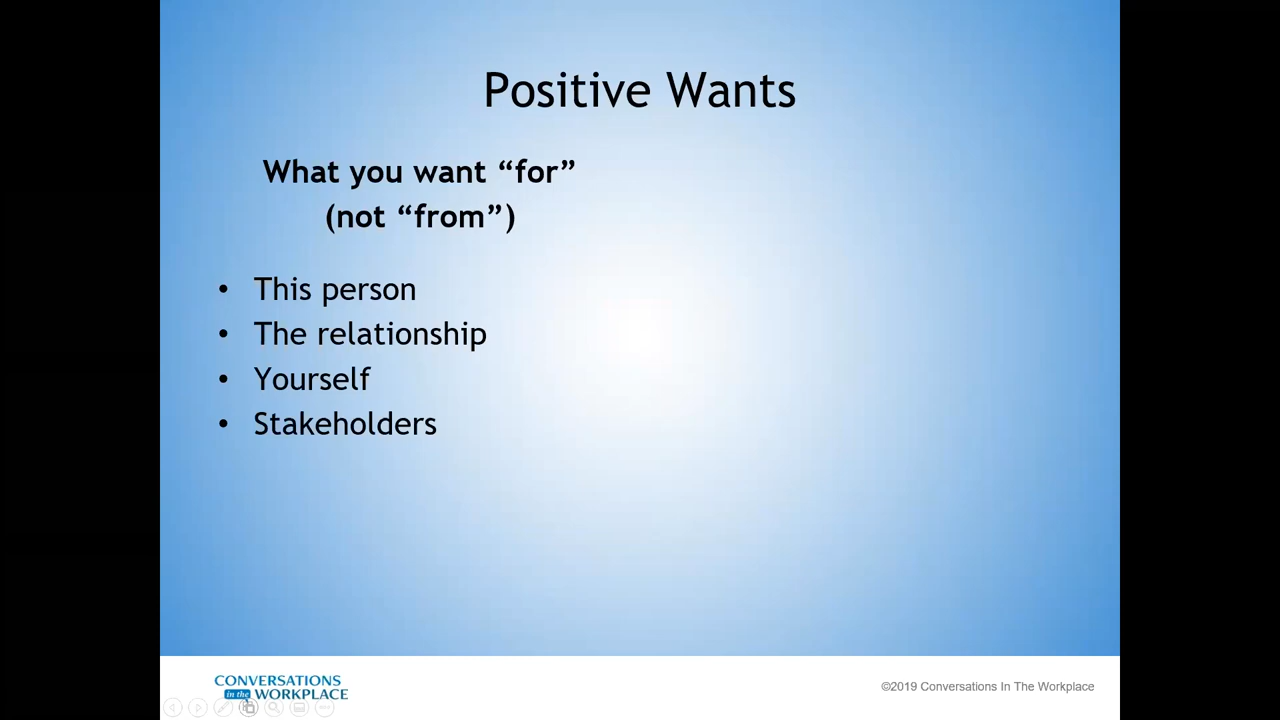 Positive Wants
What you want “for”
(not “from”)
• This person
• The relationship
• Yourself
• Stakeholders
CONVERSATIONS
in the WORKPLACE
©2019 Conversations In The Workplace